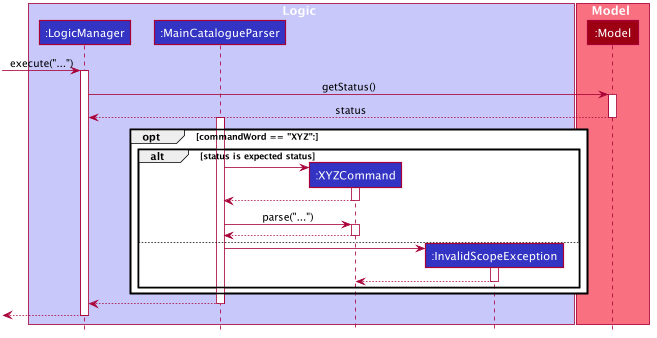 Logic
Model
:LogicManager
:MainCatalogueParser
:Model
execute("...")
getStatus()
status
opt
[commandWord == "XYZ":]
alt
[status is expected status]
:XYZCommand
parse("...")
:InvalidScopeException